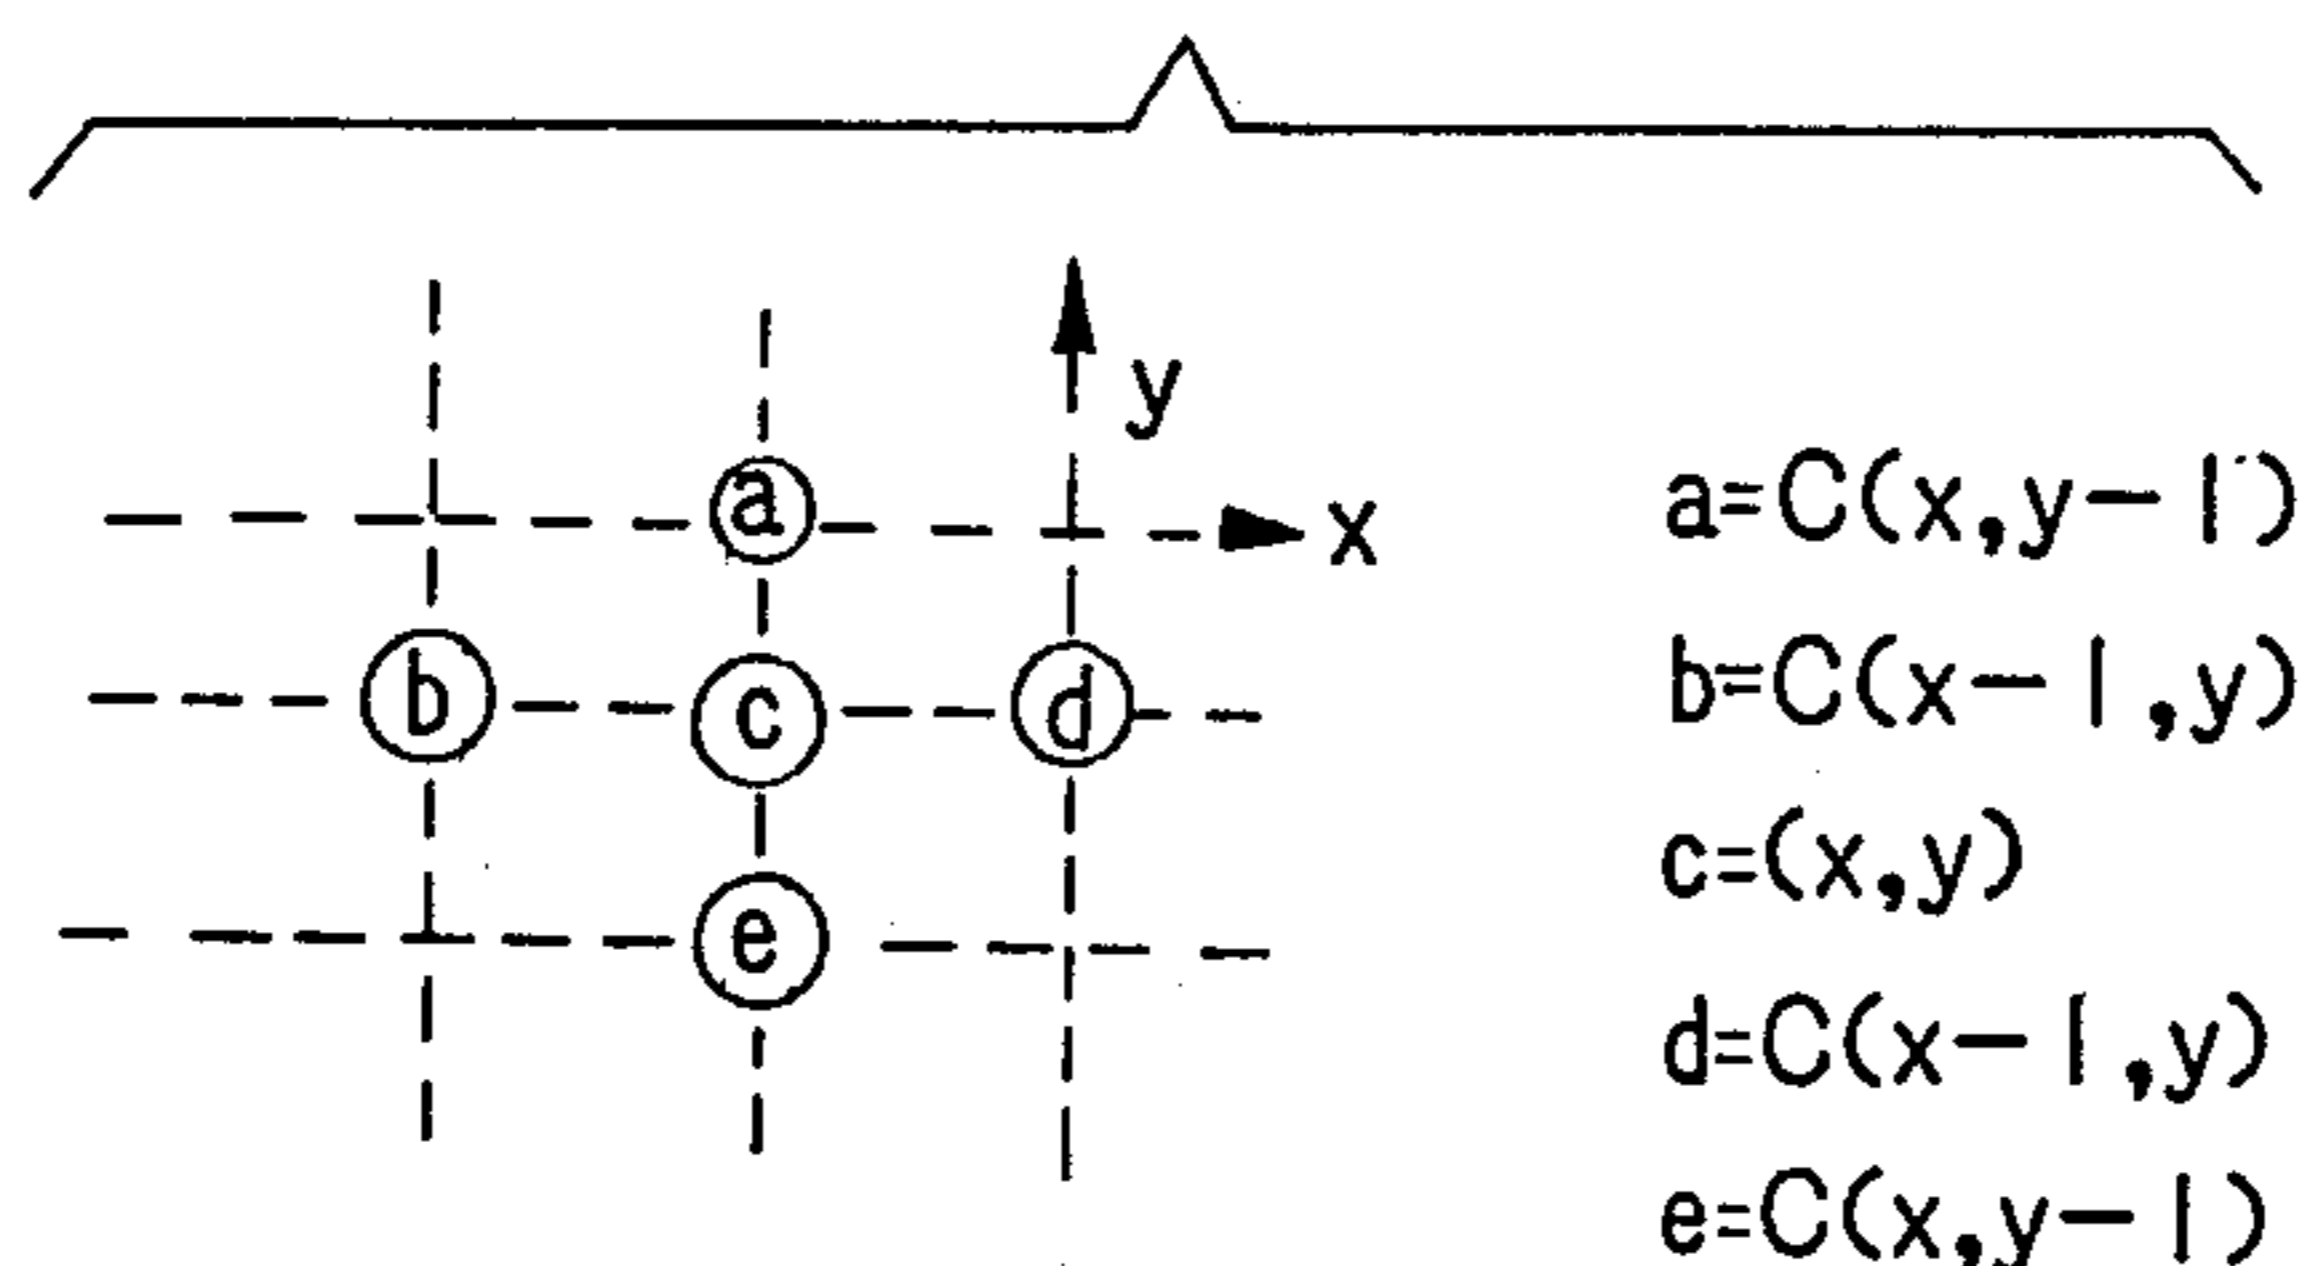 y
x
a
b
c
d
e
a=C(x,y-1)
b=C(x-1,y)
c=(x,y)
d=C(x-1,y)
e=C(x,y-1)